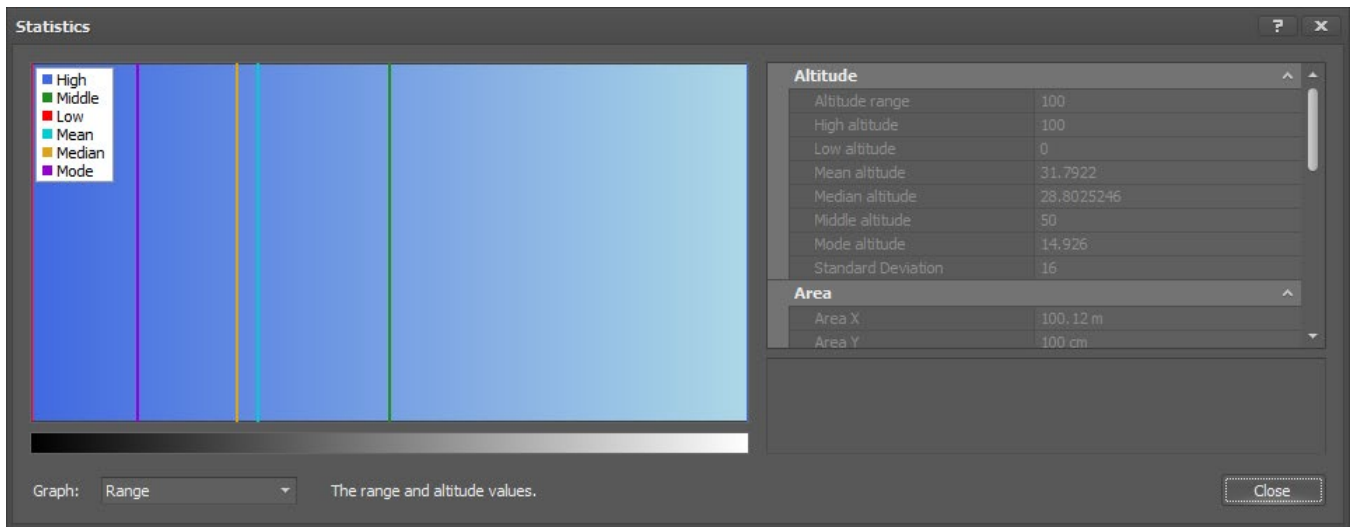 Statistics
? x
High
Middle
Low
Mean
Median
Mode
Altitude
Altitude range 100
High altitude 100
Low altitude 0
Mean altitude 31.7922
Median altitude 28.8025246
Middle altitude 50
Mode altitude 14.926
Standard Deviation 16
Area
Area X 100.12 m
Area Y 100 cm
Graph: Range The range and altitude values. Close